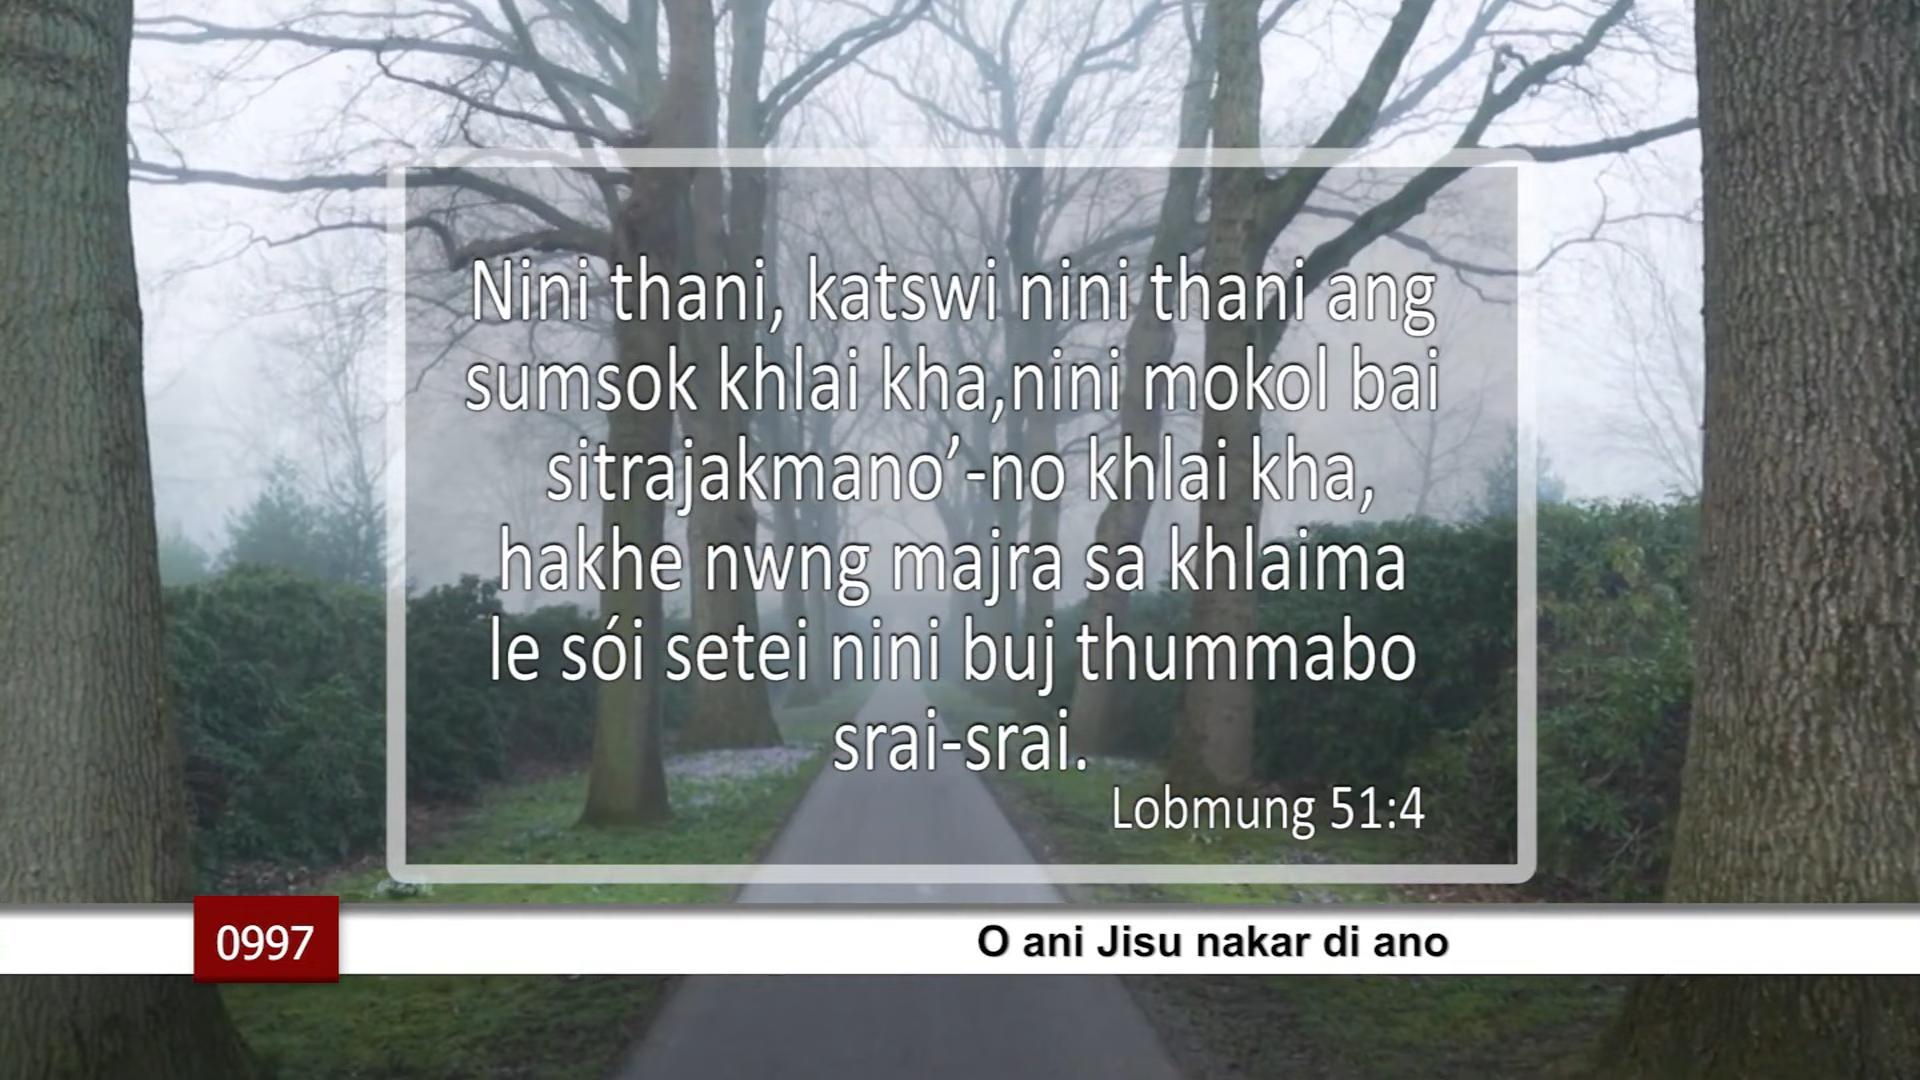 Nini thani, katswi nini thani ang
sumsok khlai kha,nini mokol bai
sitrajakmano’-no khlai kha,
hakhe nwng majra sa khlaima
le sói setei nini buj thummabo
srai-srai.
Lobmung 51:4
0997
O ani Jisu nakar di ano